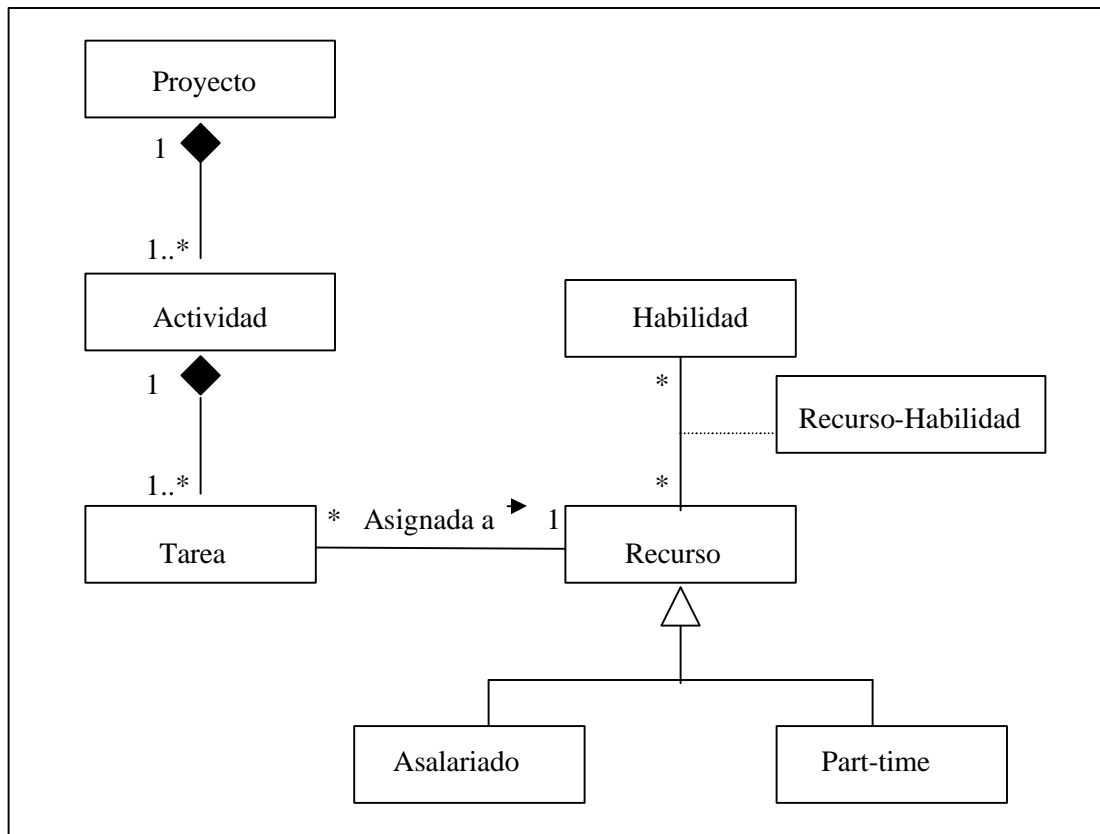 Proyecto
1
1..*
Actividad
Habilidad
1
*
Recurso-Habilidad
1..*
*
* Asignada a 1
Tarea
Recurso
Asalariado
Part-time